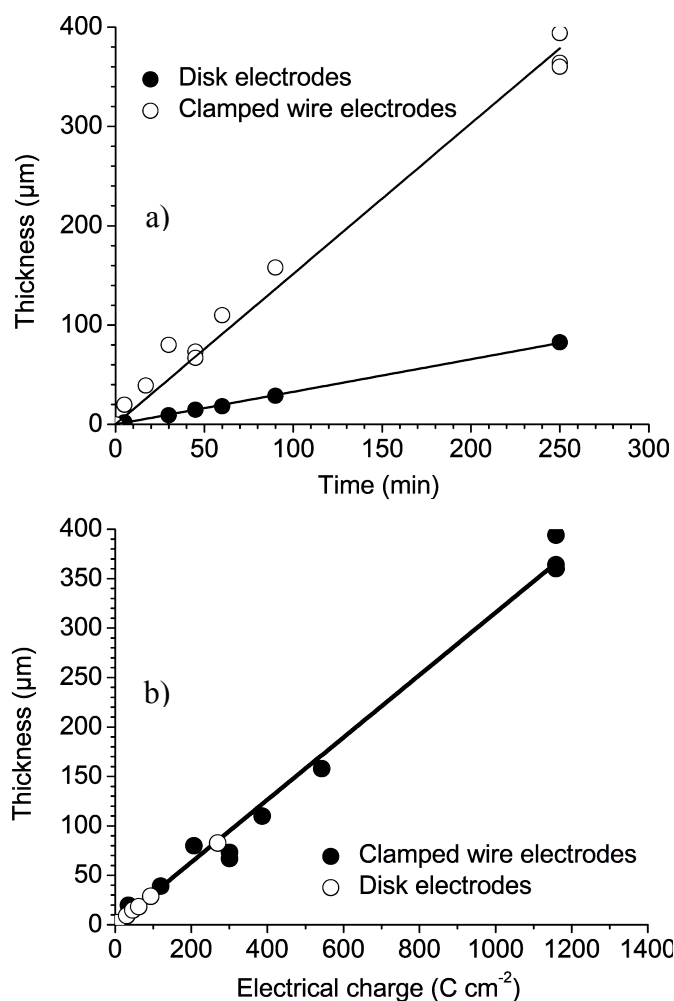 400
Disk electrodes
Clamped wire electrodes
300
a)
200
100
0
0 50 100 150 200 250 300
Thickness (µm)
Time (min)
400
350
300
b)
250
200
150
100
50
0
Clamped wire electrodes
Disk electrodes
0 200 400 600 800 1000 1200 1400
Thickness (µm)
Electrical charge (C cm⁻²)